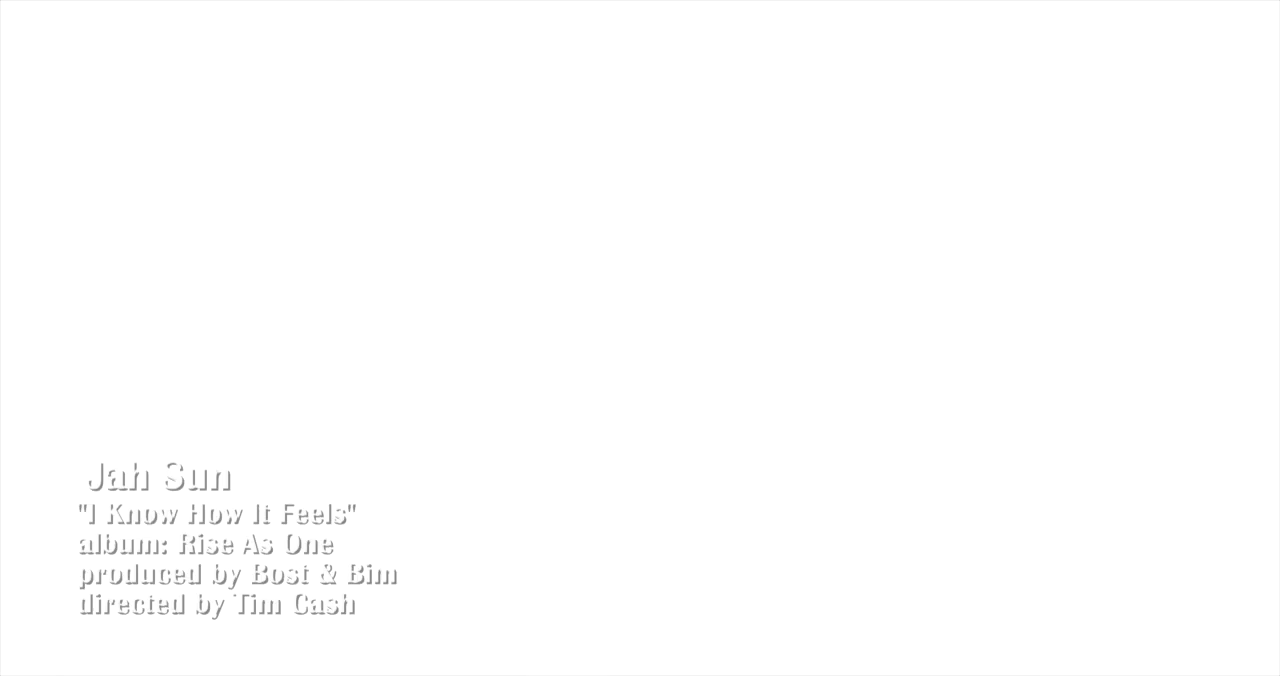 Jah Sun
"I Know How It Feels"
album: Rise As One
produced by Bost & Bim
directed by Tim Cash